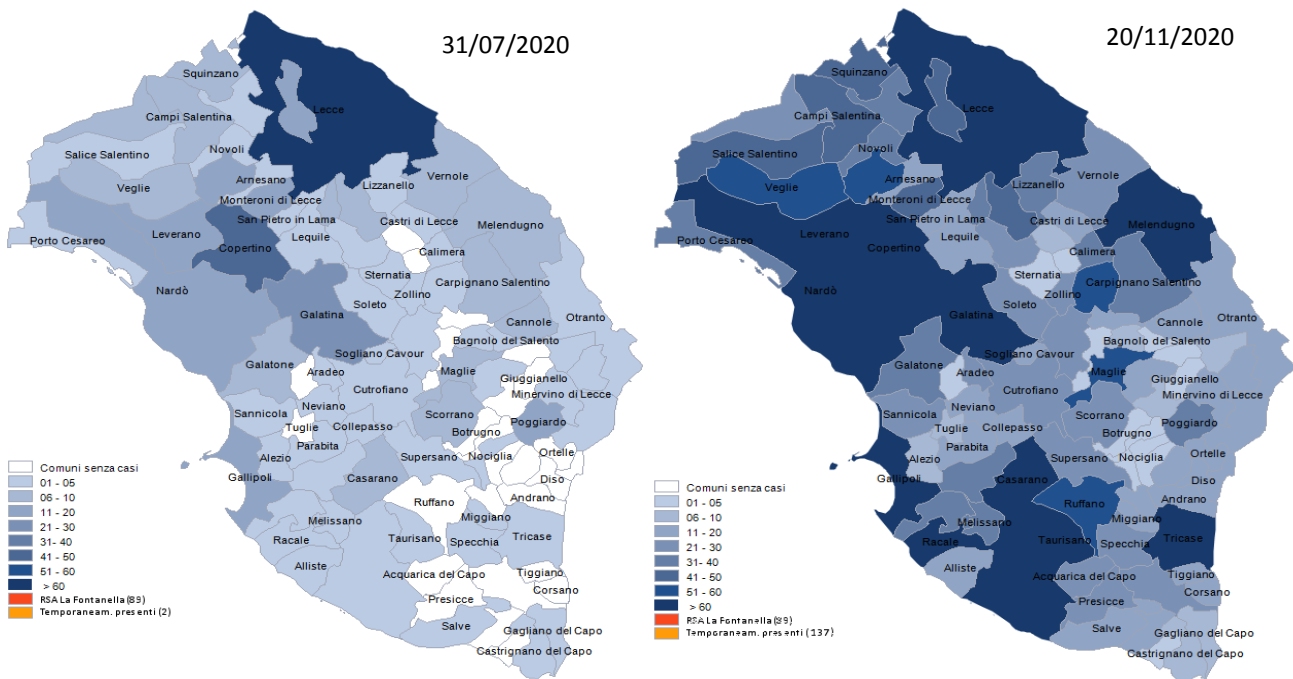 31/07/2020
Squinzano
Lecce
Campi Salentina
Novoli
Salice Salentino
Vernole
Arnesano
Lizzanello
Veglie
Monteroni di Lecce
San Pietro in Lama
Castri di Lecce
Melendugno
Leverano
Lequile
Porto Cesareo
Copertino
Calimera
Sternatia
Carpignano Salentino
Nardò
Zollino
Soleto
Galatina
Otranto
Cannole
Bagnolo del Salento
Sogliano Cavour
Galatone
Maglie
Aradeo
Giuggianello
Cutrofiano
Minervino di Lecce
Neviano
Sannicola
Scorrano
Poggiardo
Tuglie
Collepasso
Botrugno
Parabita
Ortelle
Alezio
Supersano
Nociglia
Gallipoli
Casarano
Diso
Ruffano
Andrano
Melissano
Miggiano
Racale
Taurisano
Specchia
Tricase
Alliste
Acquarica del Capo
Tiggiano
Corsano
Presicce
Salve
Gagliano del Capo
Castrignano del Capo
Comuni senza casi
01 - 05
06 - 10
11 - 20
21 - 30
31- 40
41 - 50
51 - 60
> 60
RSA La Fontanella (89)
Temporaneam. presenti (2)
20/11/2020
Squinzano
Lecce
Campi Salentina
Novoli
Salice Salentino
Vernole
Arnesano
Lizzanello
Veglie
Monteroni di Lecce
San Pietro in Lama
Castri di Lecce
Melendugno
Leverano
Lequile
Porto Cesareo
Copertino
Calimera
Sternatia
Carpignano Salentino
Nardò
Zollino
Soleto
Galatina
Otranto
Cannole
Bagnolo del Salento
Sogliano Cavour
Galatone
Maglie
Aradeo
Giuggianello
Cutrofiano
Minervino di Lecce
Neviano
Sannicola
Scorrano
Poggiardo
Tuglie
Collepasso
Botrugno
Parabita
Ortelle
Alezio
Supersano
Nociglia
Gallipoli
Casarano
Diso
Ruffano
Andrano
Melissano
Miggiano
Racale
Taurisano
Specchia
Tricase
Alliste
Acquarica del Capo
Tiggiano
Corsano
Presicce
Salve
Gagliano del Capo
Castrignano del Capo
Comuni senza casi
01 - 05
06 - 10
11 - 20
21 - 30
31 - 40
41 - 50
51 - 60
> 60
RSA La Fontanella (89)
Temporaneam. presenti (137)